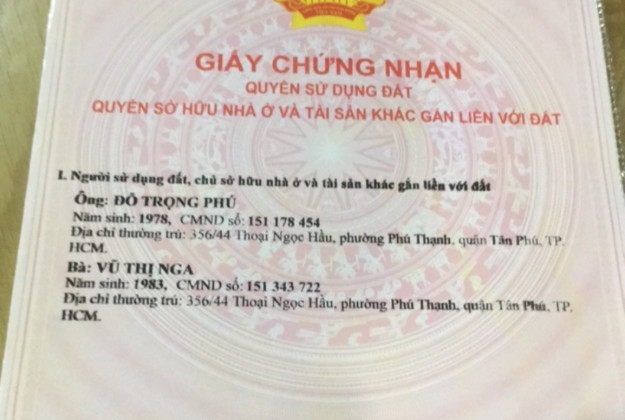 GIẤY CHỨNG NHẬN
QUYỀN SỬ DỤNG ĐẤT
QUYỀN SỞ HỮU NHÀ Ở VÀ TÀI SẢN KHÁC GẮN LIỀN VỚI ĐẤT
I. Người sử dụng đất, chủ sở hữu nhà ở và tài sản khác gắn liền với đất
Ông: ĐỖ TRỌNG PHÚ
Năm sinh: 1978, CMND số: 151 178 454
Địa chỉ thường trú: 356/44 Thoại Ngọc Hầu, phường Phú Thạnh, quận Tân Phú, TP.
HCM.
Bà: VŨ THỊ NGA
Năm sinh: 1983, CMND số: 151 343 722
Địa chỉ thường trú: 356/44 Thoại Ngọc Hầu, phường Phú Thạnh, quận Tân Phú, TP.
HCM.